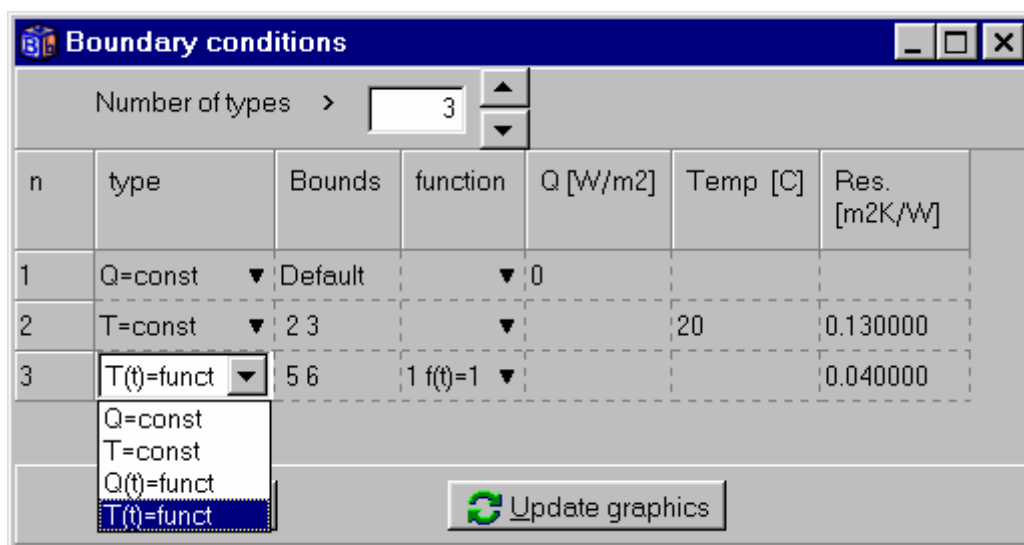 Boundary conditions
Number of types > 3
n type Bounds function Q [W/m2] Temp [C] Res.
[m2K/W]
1 Q=const Default 0
2 T=const 2 3 20 0.130000
3 T(t)=funct 5 6 1 f(t)=1 0.040000
Q=const
T=const
Q(t)=funct
T(t)=funct
Update graphics